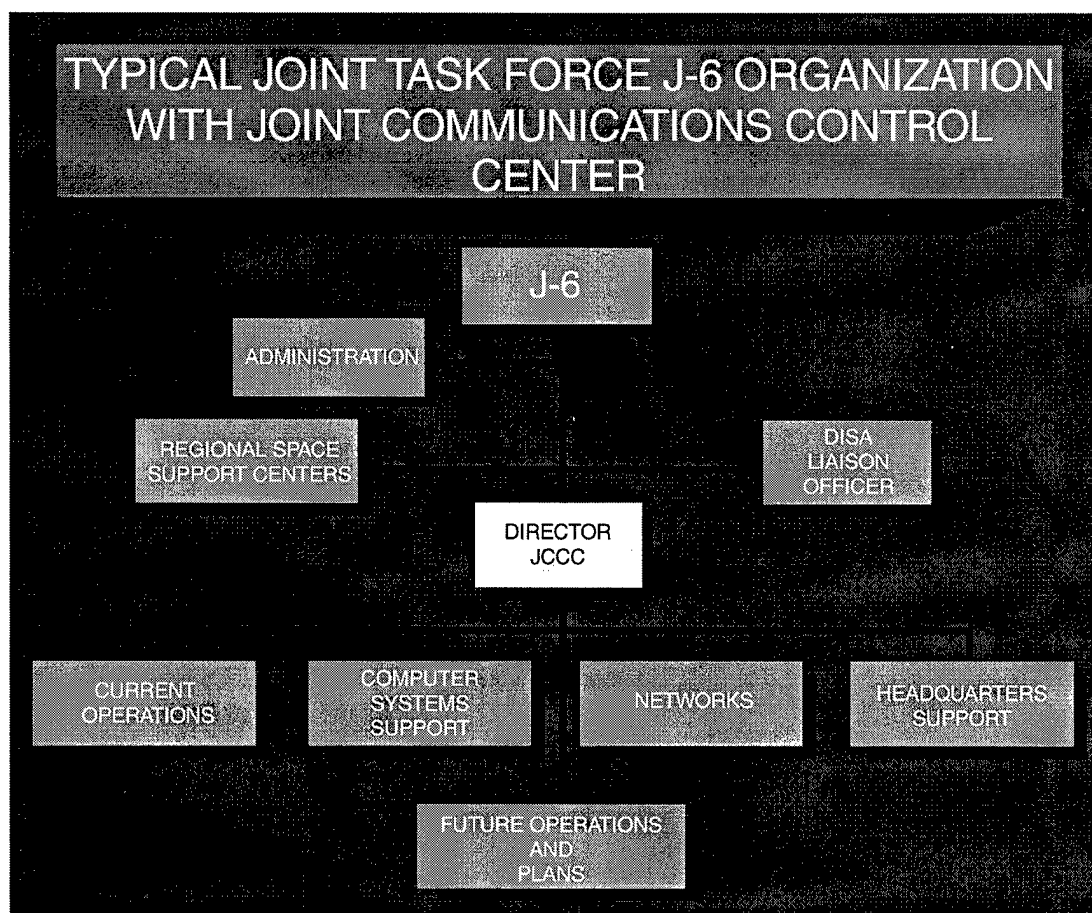 TYPICAL JOINT TASK FORCE J-6 ORGANIZATION
WITH JOINT COMMUNICATIONS CONTROL
CENTER
J-6
ADMINISTRATION
REGIONAL SPACE
SUPPORT CENTERS
DISA
LIAISON
OFFICER
DIRECTOR
JCCC
CURRENT
OPERATIONS
COMPUTER
SYSTEMS
SUPPORT
NETWORKS
HEADQUARTERS
SUPPORT
FUTURE OPERATIONS
AND
PLANS